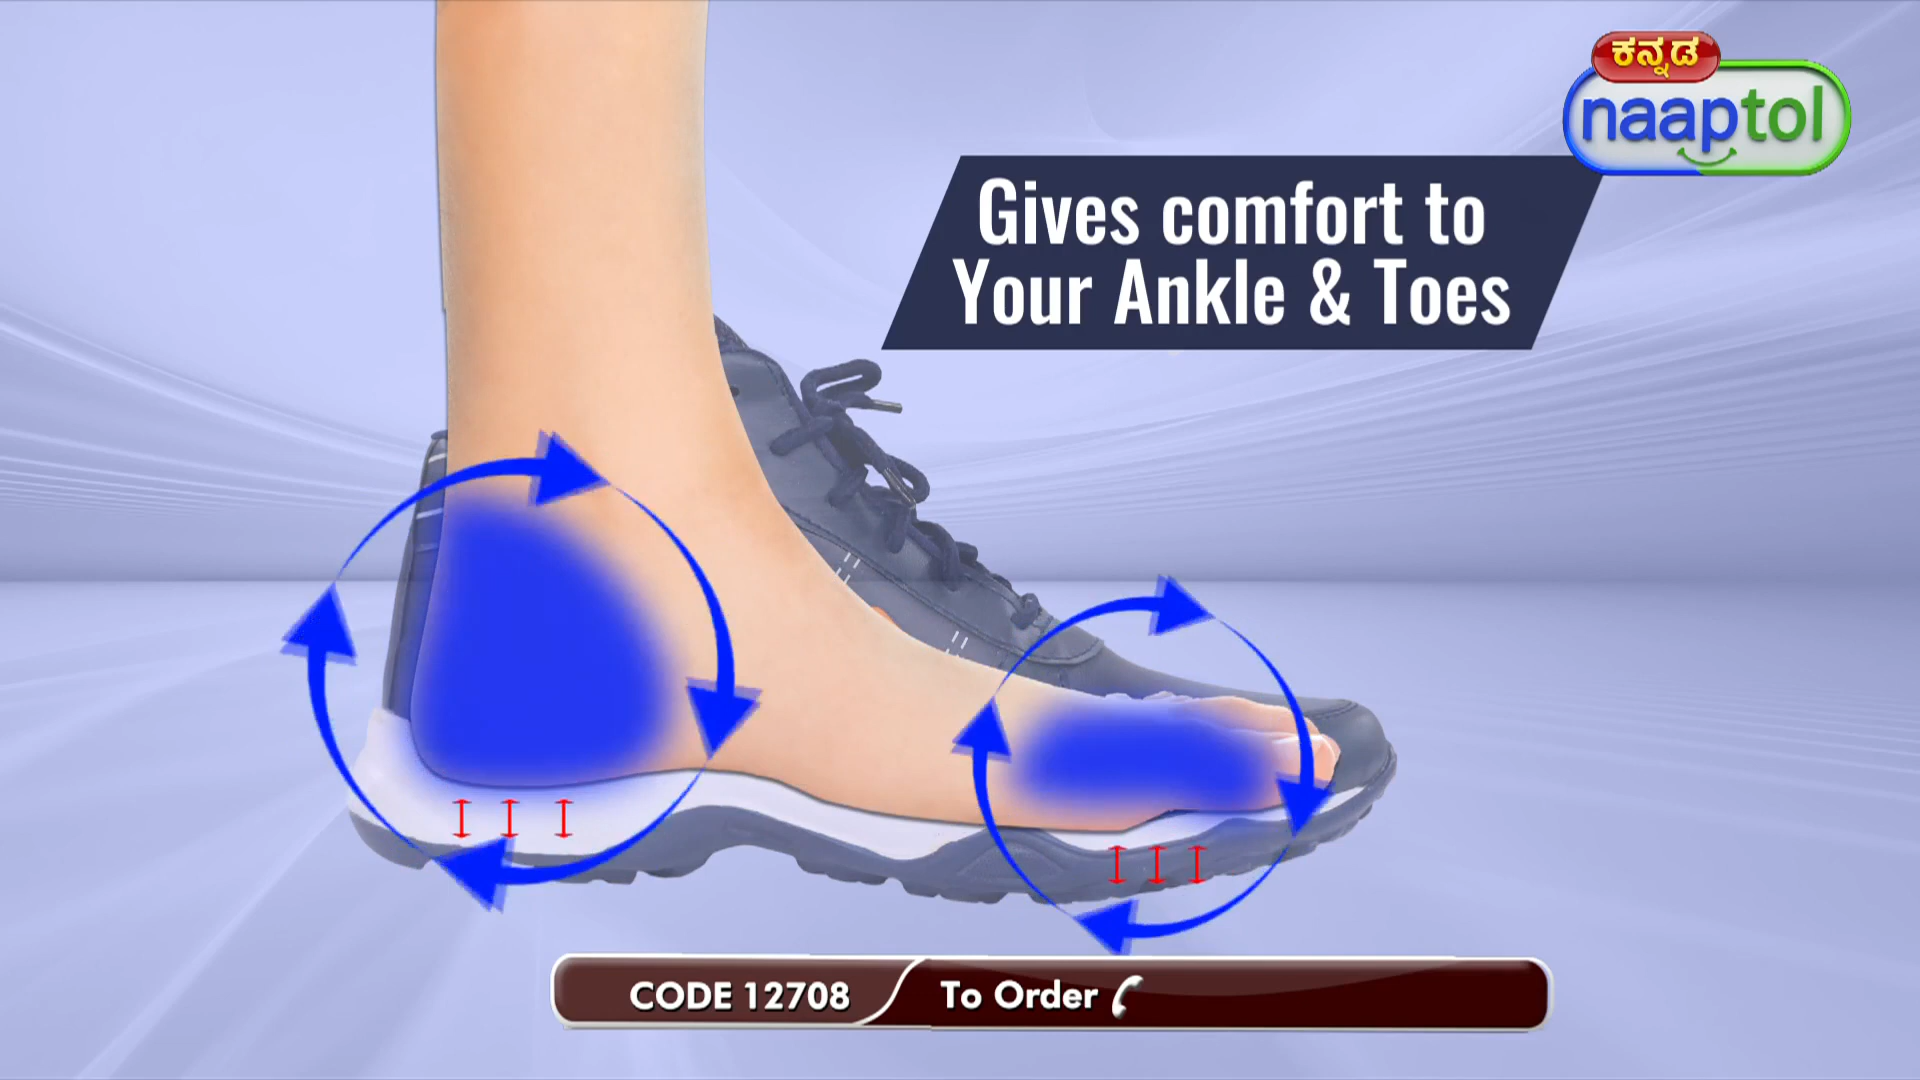 ಕನ್ನಡ
naaptol
Gives comfort to
Your Ankle & Toes
CODE 12708 To Order